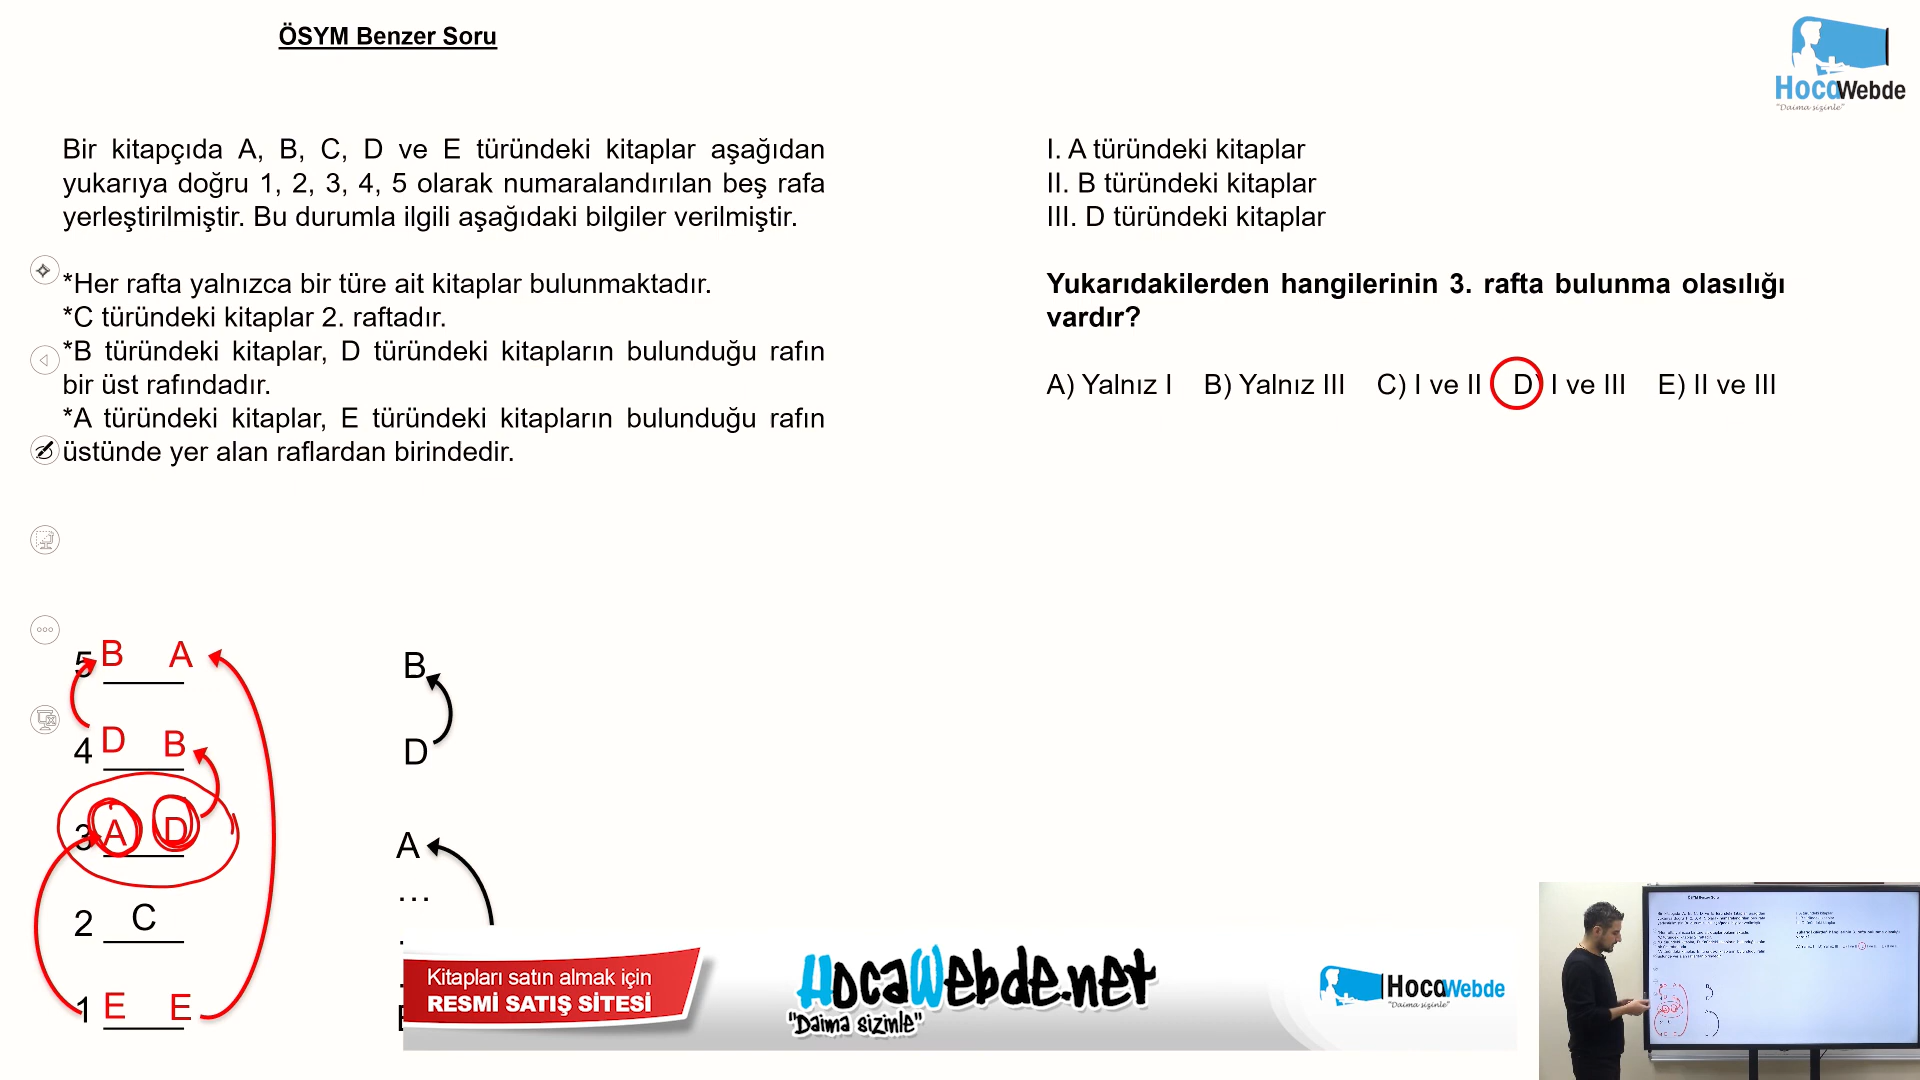 ÖSYM Benzer Soru
HocaWebde
"Daima sizinle"
Bir kitapçıda A, B, C, D ve E türündeki kitaplar aşağıdan
yukarıya doğru 1, 2, 3, 4, 5 olarak numaralandırılan beş rafa
yerleştirilmiştir. Bu durumla ilgili aşağıdaki bilgiler verilmiştir.
*Her rafta yalnızca bir türe ait kitaplar bulunmaktadır.
*C türündeki kitaplar 2. raftadır.
*B türündeki kitaplar, D türündeki kitapların bulunduğu rafın
bir üst rafındadır.
*A türündeki kitaplar, E türündeki kitapların bulunduğu rafın
üstünde yer alan raflardan birindedir.
I. A türündeki kitaplar
II. B türündeki kitaplar
III. D türündeki kitaplar
Yukarıdakilerden hangilerinin 3. rafta bulunma olasılığı
vardır?
A) Yalnız I B) Yalnız III C) I ve II D) I ve III E) II ve III
5 B A
4 D B
3 A D
2 C
1 E E
B
D
A
...
Kitapları satın almak için
RESMİ SATIŞ SİTESİ
HocaWebde.net
"Daima sizinle"
HocaWebde
"Daima sizinle"